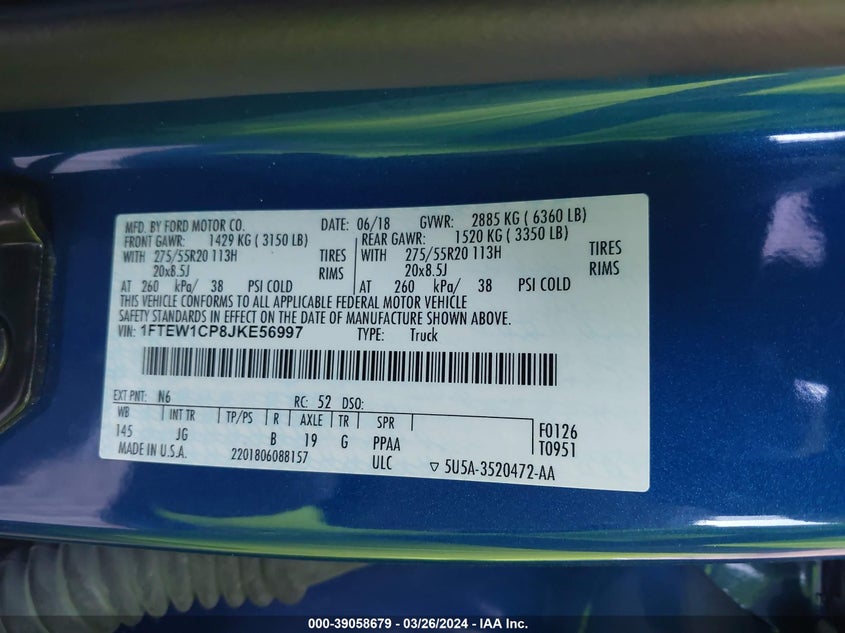 MFD. BY FORD MOTOR CO. DATE: 06/18 GVWR: 2885 KG ( 6360 LB)
FRONT GAWR: 1429 KG ( 3150 LB) REAR GAWR: 1520 KG ( 3350 LB)
WITH 275/55R20 113H TIRES WITH 275/55R20 113H TIRES
20x8.5J RIMS 20x8.5J RIMS
AT 260 kPa/ 38 PSI COLD AT 260 kPa/ 38 PSI COLD
THIS VEHICLE CONFORMS TO ALL APPLICABLE FEDERAL MOTOR VEHICLE
SAFETY STANDARDS IN EFFECT ON THE DATE OF MANUFACTURE SHOWN ABOVE.
VIN: 1FTEW1CP8JKE56997 TYPE: Truck
EXT PNT: N6 RC: 52 DSO:
WB INT TR TP/PS R AXLE TR SPR F0126
145 JG B 19 G PPAA T0951
MADE IN U.S.A. 2201806088157 ULC ▽ 5U5A-3520472-AA
000-39058679 - 03/26/2024 - IAA Inc.